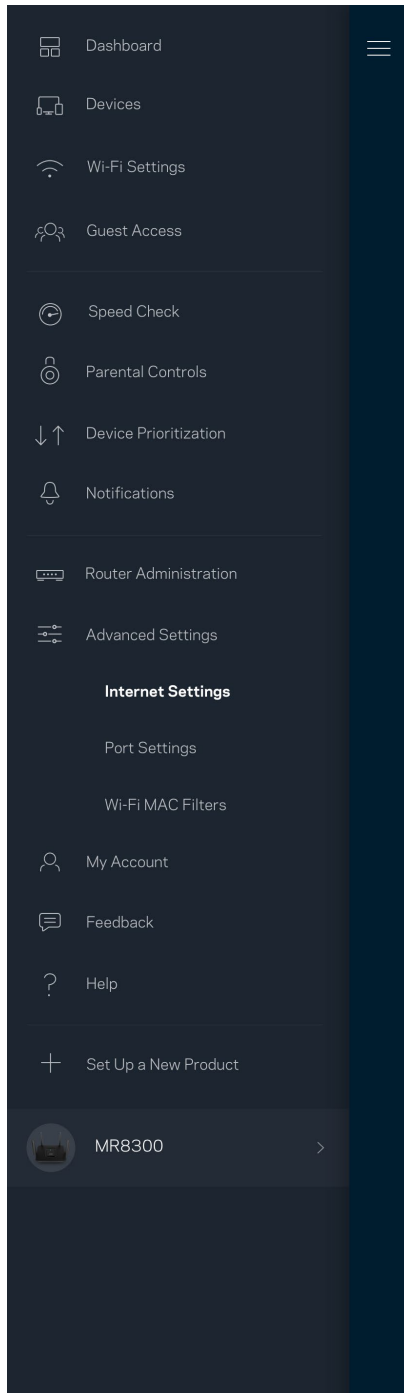 Dashboard
Devices
Wi-Fi Settings
Guest Access
Speed Check
Parental Controls
Device Prioritization
Notifications
Router Administration
Advanced Settings
Internet Settings
Port Settings
Wi-Fi MAC Filters
My Account
Feedback
Help
Set Up a New Product
MR8300